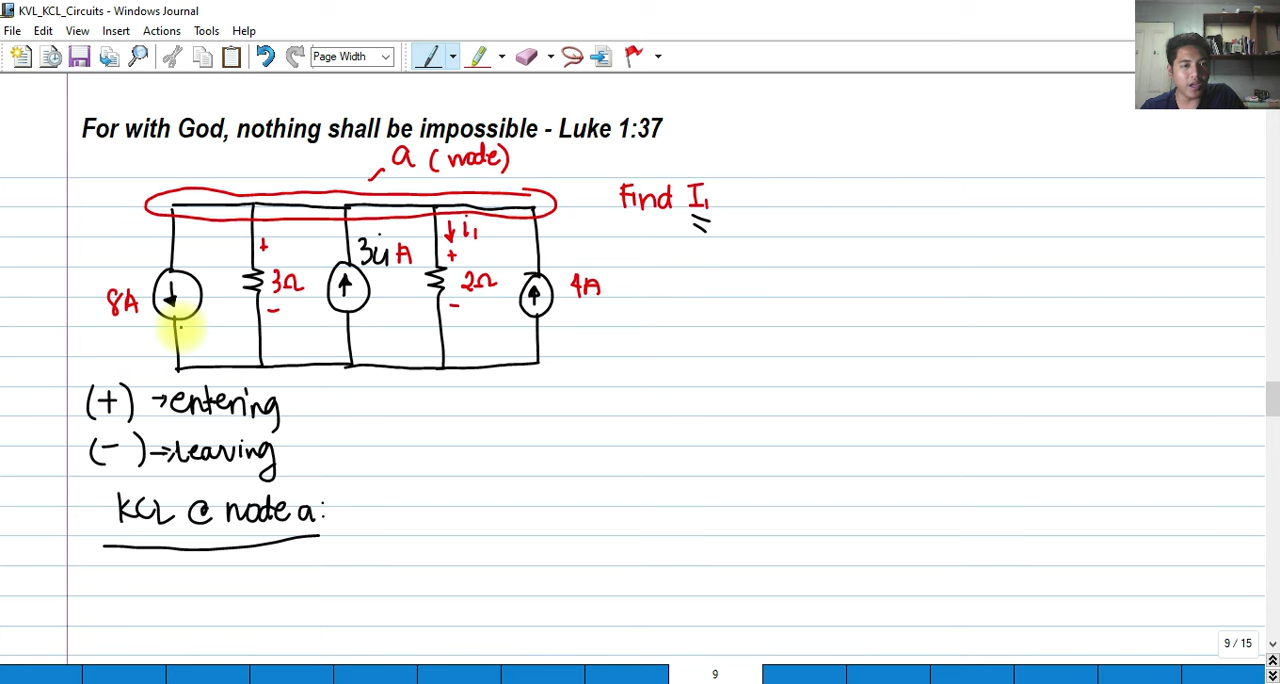 KVL_KCL_Circuits - Windows Journal
File Edit View Insert Actions Tools Help
Page Width
For with God, nothing shall be impossible - Luke 1:37
a (node)
Find I₁
i₁
+
3i₁ A
+
8A
3Ω
2Ω
4A
-
-
(+) → entering
(-) → leaving
KCL @ node a:
9 / 15
9